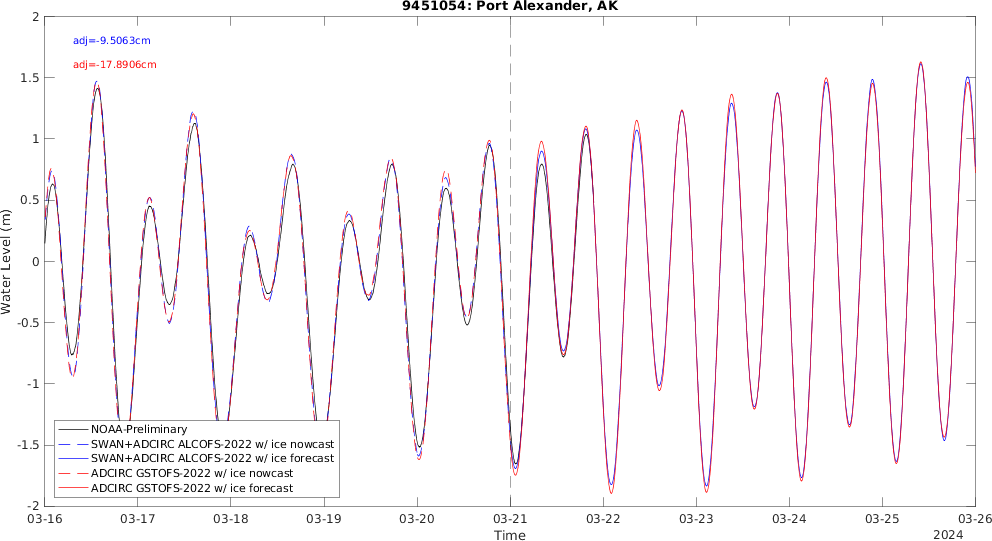 9451054: Port Alexander, AK
adj=-9.5063cm
adj=-17.8906cm
Water Level (m)
2
1.5
1
0.5
0
-0.5
-1
-1.5
-2
NOAA-Preliminary
SWAN+ADCIRC ALCOFS-2022 w/ ice nowcast
SWAN+ADCIRC ALCOFS-2022 w/ ice forecast
ADCIRC GSTOFS-2022 w/ ice nowcast
ADCIRC GSTOFS-2022 w/ ice forecast
03-16 03-17 03-18 03-19 03-20 03-21 03-22 03-23 03-24 03-25 03-26
Time
2024